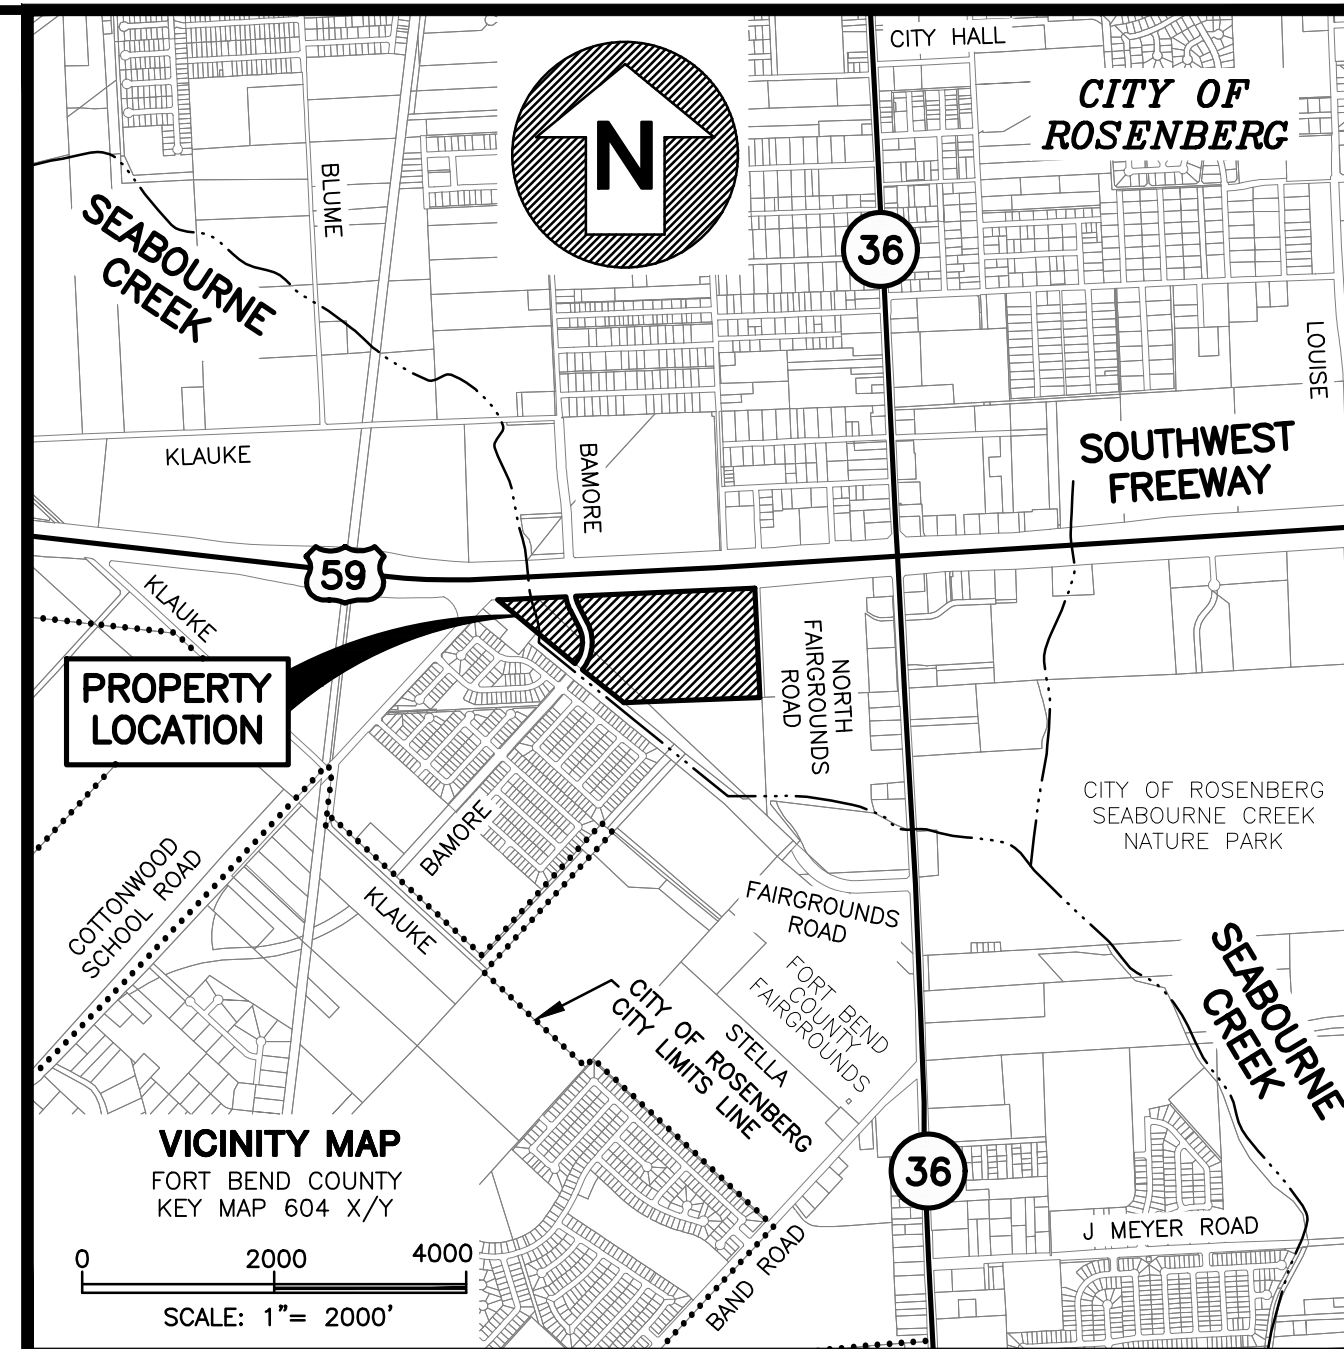 CITY HALL
CITY OF
ROSENBERG
N
BLUME
SEABOURNE
CREEK
36
LOUISE
KLAUKE
BAMORE
SOUTHWEST
FREEWAY
59
KLAUKE
PROPERTY
LOCATION
NORTH
FAIRGROUNDS
ROAD
CITY OF ROSENBERG
SEABOURNE CREEK
NATURE PARK
BAMORE
COTTONWOOD
SCHOOL ROAD
KLAUKE
FAIRGROUNDS
ROAD
FORT BEND
COUNTY
FAIRGROUNDS
SEABOURNE
CREEK
STELLA
CITY OF ROSENBERG
CITY LIMITS LINE
36
VICINITY MAP
FORT BEND COUNTY
KEY MAP 604 X/Y
J MEYER ROAD
BAND ROAD
0 2000 4000
SCALE: 1"= 2000'